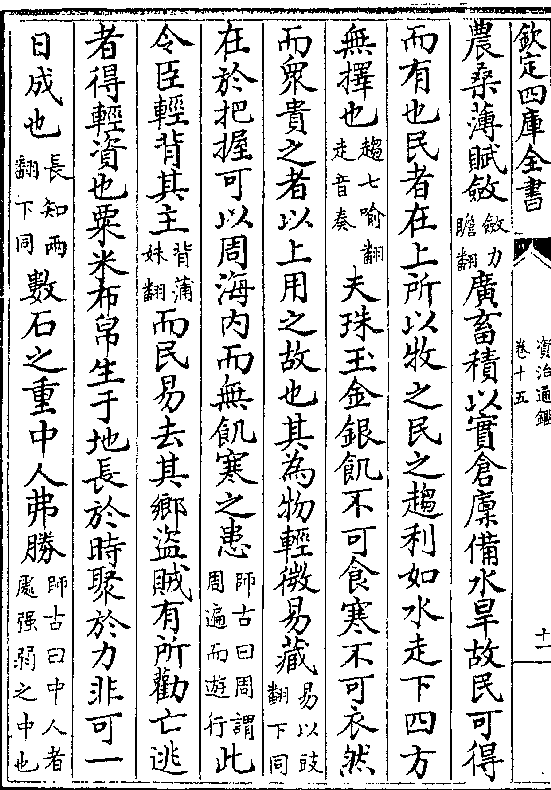 欽定四庫全書
資治通鑑
卷十五
十一
農桑薄賦斂斂力贍翻廣畜積以實倉廩備水旱故民可得
而有也民者在上所以牧之民之趨利如水走下四方
無擇也趨七喻翻走音奏夫珠玉金銀飢不可食寒不可衣然
而衆貴之者以上用之故也其為物輕微易藏易以豉翻下同
在於把握可以周海內而無飢寒之患師古曰周謂周遍而遊行此
令臣輕背其主背蒲妹翻而民易去其鄉盜賊有所勸亡逃
者得輕資也粟米布帛生于地長於時聚於力非可一
日成也長知兩翻下同數石之重中人弗勝師古曰中人者處强弱之中也